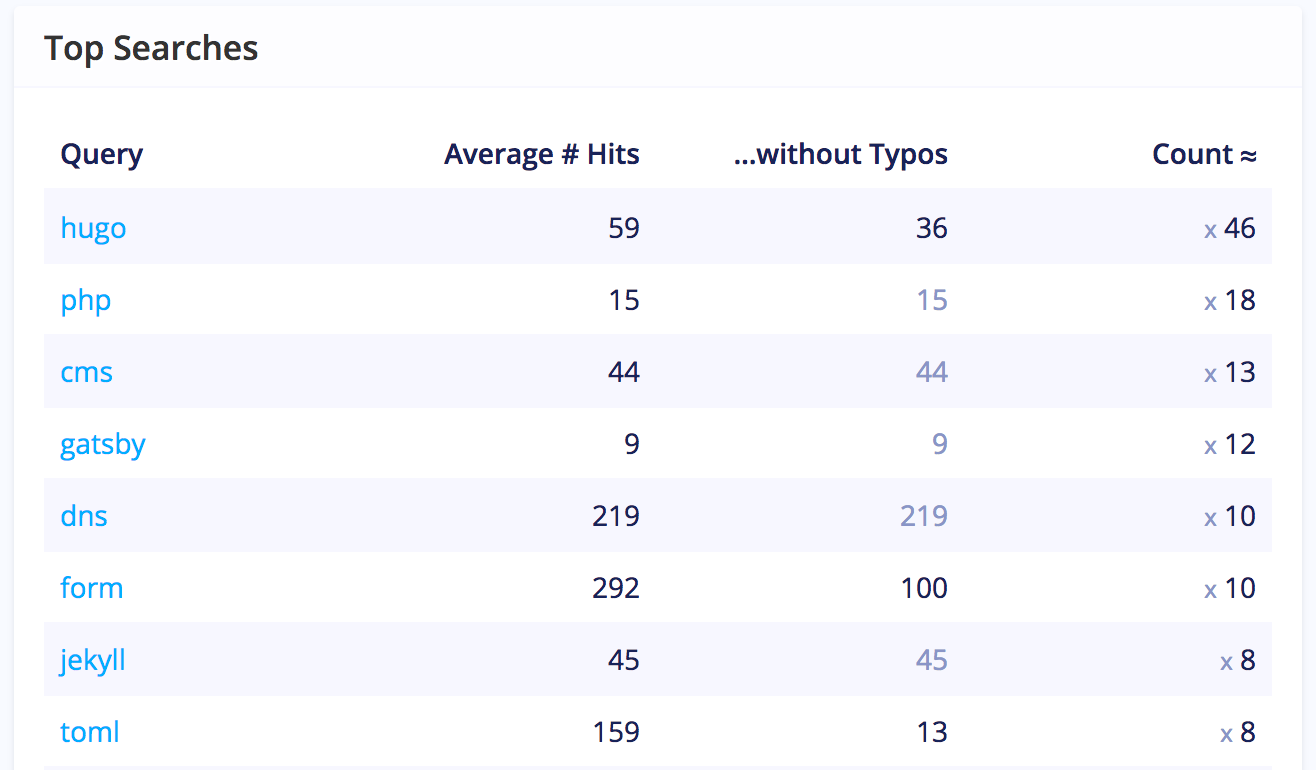 Top Searches
Query Average # Hits ...without Typos Count ≈
hugo 59 36 x 46
php 15 15 x 18
cms 44 44 x 13
gatsby 9 9 x 12
dns 219 219 x 10
form 292 100 x 10
jekyll 45 45 x 8
toml 159 13 x 8